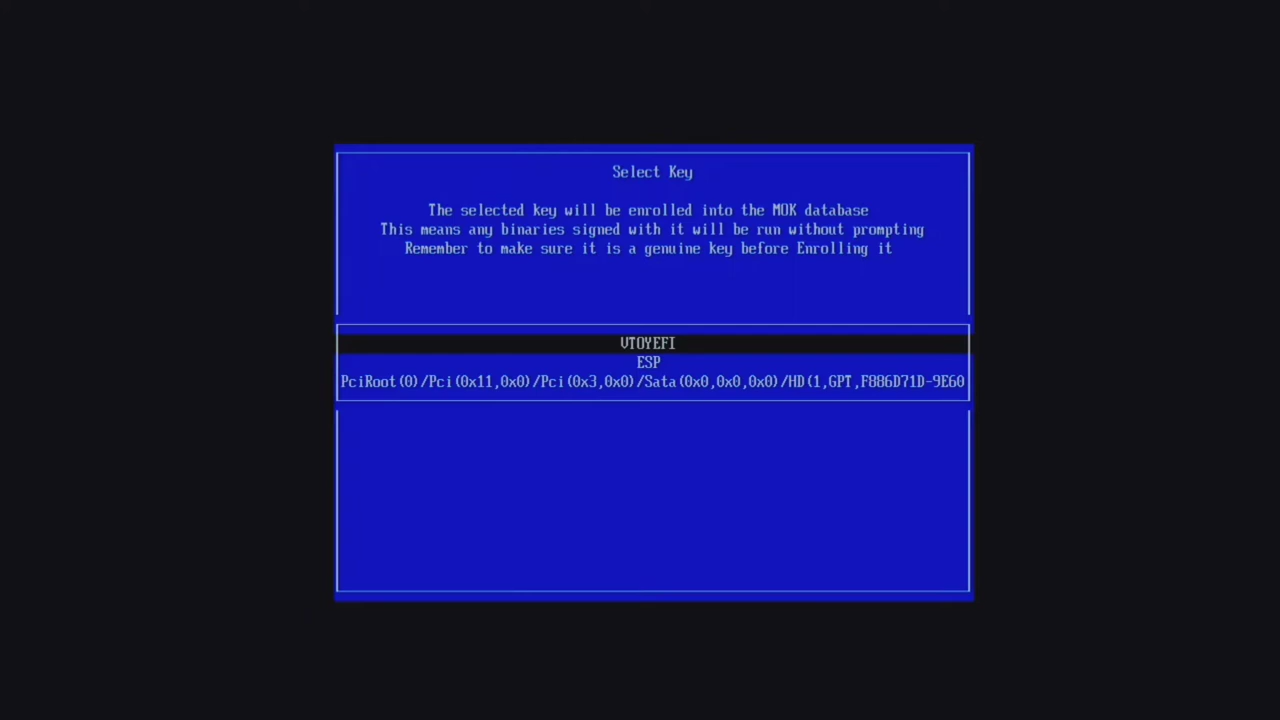 Select Key
The selected key will be enrolled into the MOK database
This means any binaries signed with it will be run without prompting
Remember to make sure it is a genuine key before Enrolling it
VTOYEFI
ESP
PciRoot(0)/Pci(0x11,0x0)/Pci(0x3,0x0)/Sata(0x0,0x0,0x0)/HD(1,GPT,F886D71D-9E60